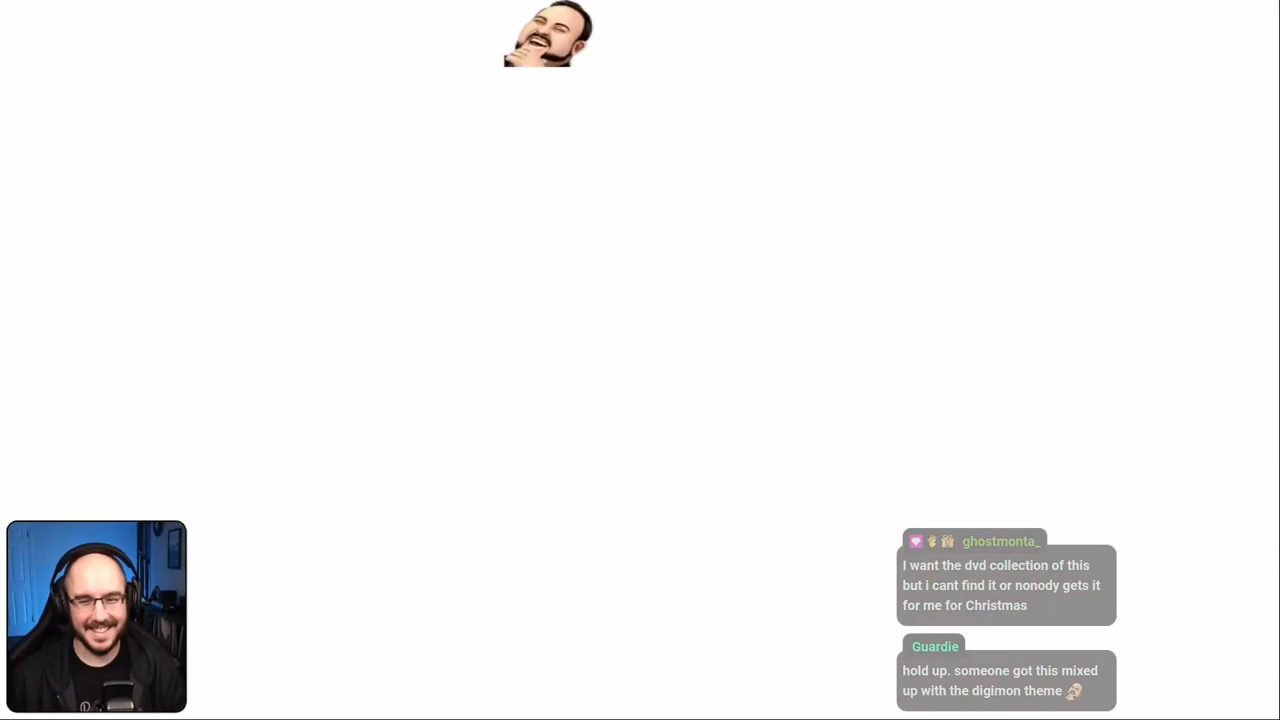 ghostmonta_
I want the dvd collection of this
but i cant find it or nonody gets it
for me for Christmas
Guardie
hold up. someone got this mixed
up with the digimon theme